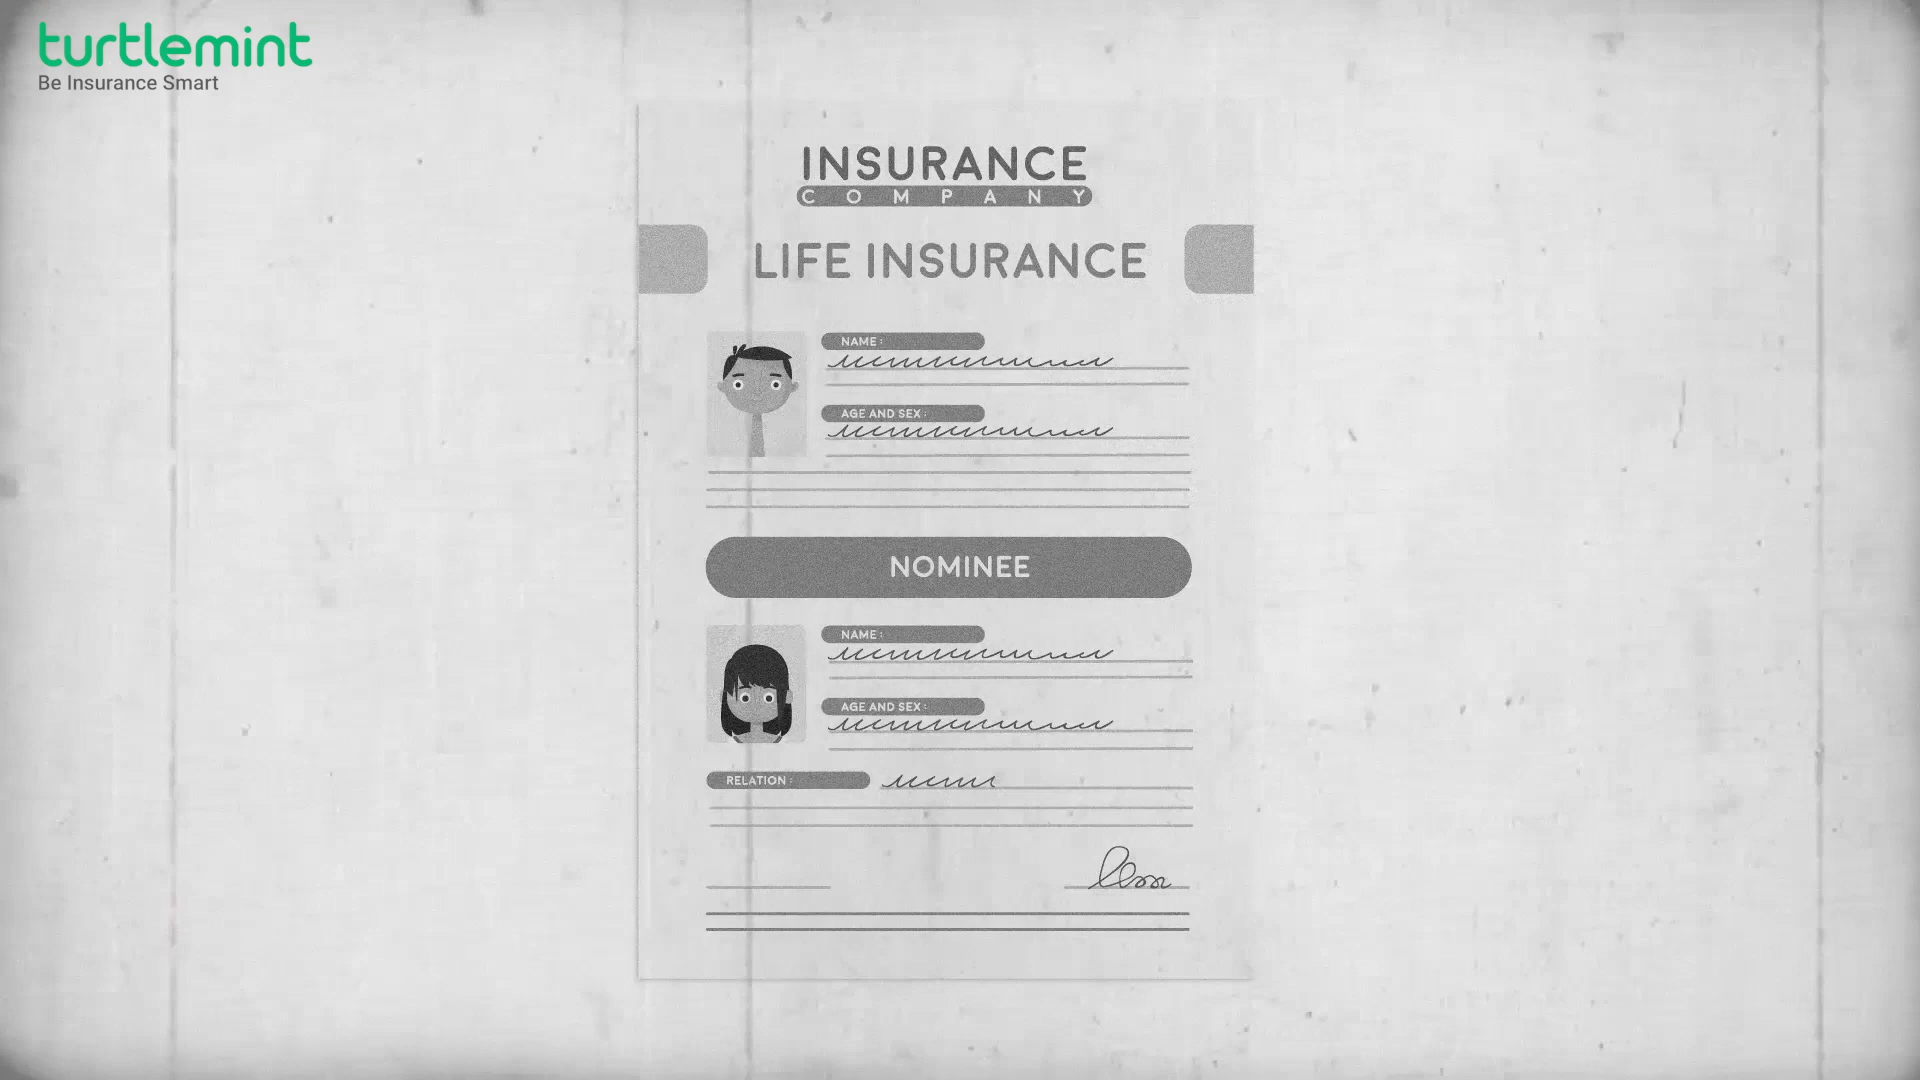 turtlemint
Be Insurance Smart
INSURANCE
COMPANY
LIFE INSURANCE
NAME :
AGE AND SEX :
NOMINEE
NAME :
AGE AND SEX :
RELATION :